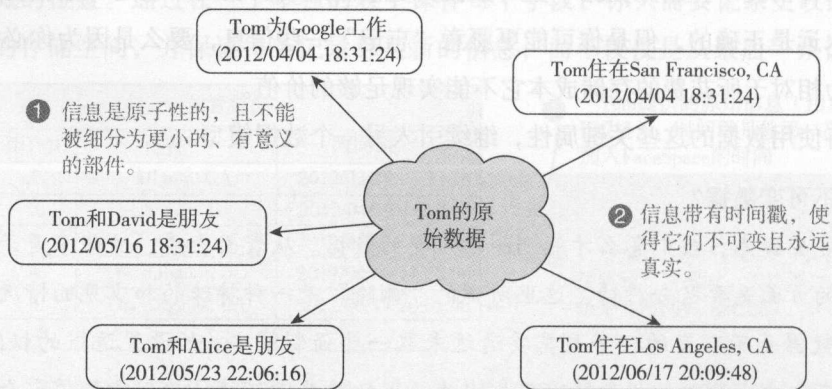 Tom为Google工作
(2012/04/04 18:31:24)
Tom住在San Francisco, CA
(2012/04/04 18:31:24)
❶ 信息是原子性的，且不能
被细分为更小的、有意义
的部件。
Tom和David是朋友
(2012/05/16 18:31:24)
Tom的原
始数据
❷ 信息带有时间戳，使
得它们不可变且永远
真实。
Tom和Alice是朋友
(2012/05/23 22:06:16)
Tom住在Los Angeles, CA
(2012/06/17 20:09:48)